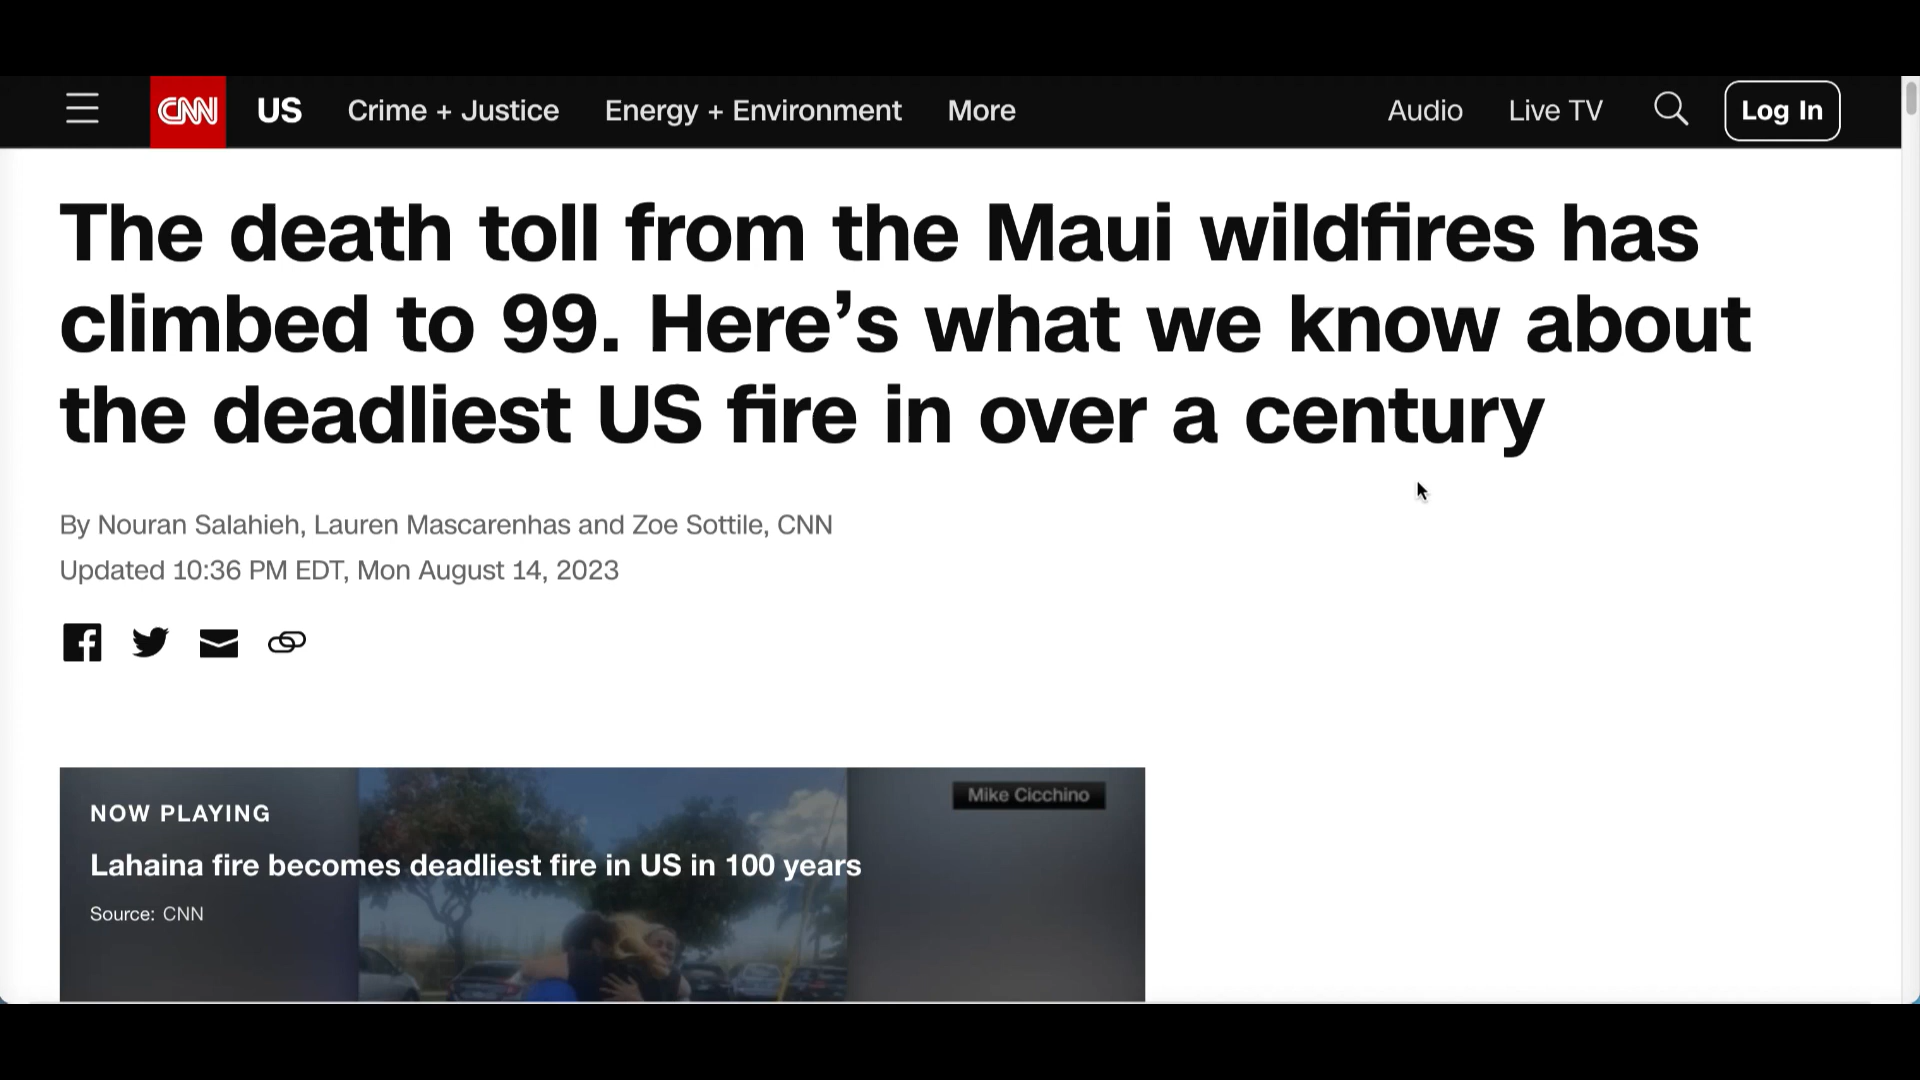 CNN US Crime + Justice Energy + Environment More Audio Live TV Log In
The death toll from the Maui wildfires has
climbed to 99. Here’s what we know about
the deadliest US fire in over a century
By Nouran Salahieh, Lauren Mascarenhas and Zoe Sottile, CNN
Updated 10:36 PM EDT, Mon August 14, 2023
NOW PLAYING
Mike Cicchino
Lahaina fire becomes deadliest fire in US in 100 years
Source: CNN